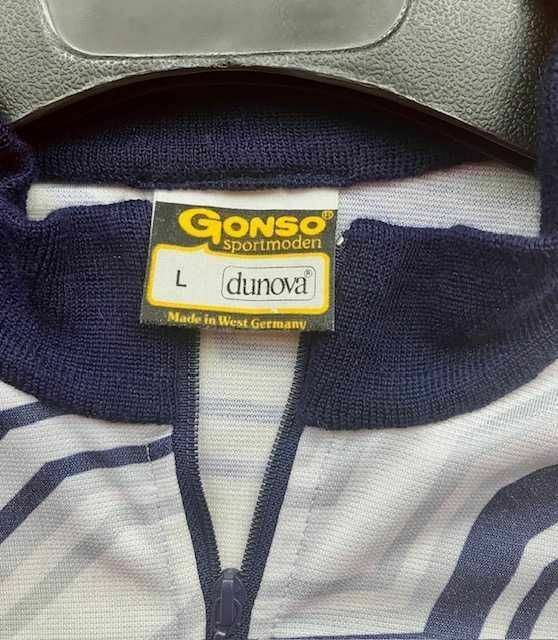 GONSO®
sportmoden
L dunova®
Made in West Germany